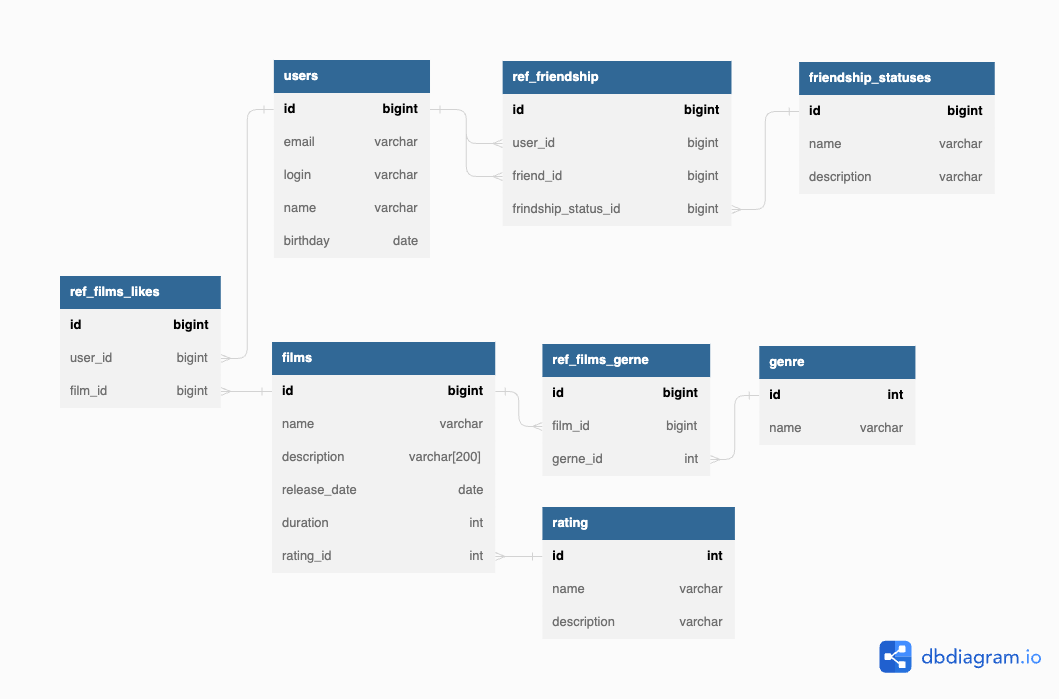 users
id bigint
email varchar
login varchar
name varchar
birthday date
ref_friendship
id bigint
user_id bigint
friend_id bigint
frindship_status_id bigint
friendship_statuses
id bigint
name varchar
description varchar
ref_films_likes
id bigint
user_id bigint
film_id bigint
films
id bigint
name varchar
description varchar[200]
release_date date
duration int
rating_id int
ref_films_gerne
id bigint
film_id bigint
gerne_id int
genre
id int
name varchar
rating
id int
name varchar
description varchar
dbdiagram.io